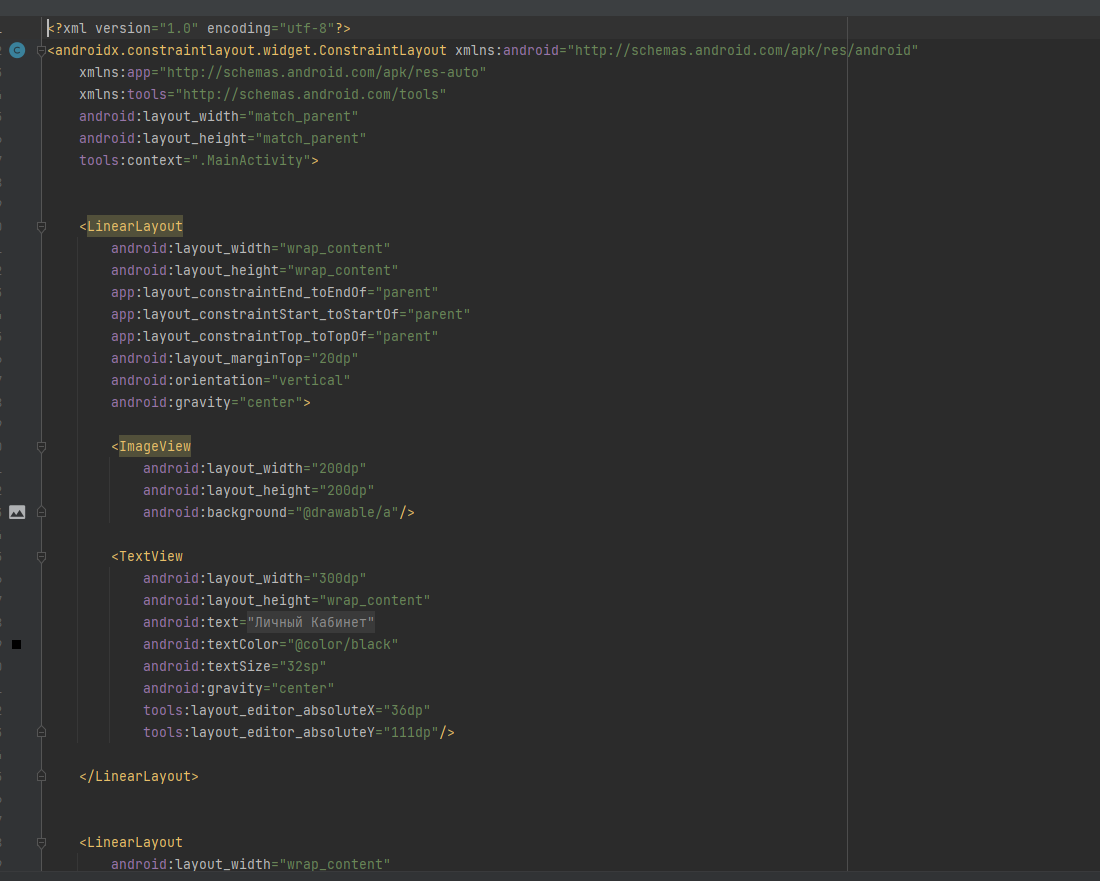 <?xml version="1.0" encoding="utf-8"?>
<androidx.constraintlayout.widget.ConstraintLayout xmlns:android="http://schemas.android.com/apk/res/android"
xmlns:app="http://schemas.android.com/apk/res-auto"
xmlns:tools="http://schemas.android.com/tools"
android:layout_width="match_parent"
android:layout_height="match_parent"
tools:context=".MainActivity">
<LinearLayout
android:layout_width="wrap_content"
android:layout_height="wrap_content"
app:layout_constraintEnd_toEndOf="parent"
app:layout_constraintStart_toStartOf="parent"
app:layout_constraintTop_toTopOf="parent"
android:layout_marginTop="20dp"
android:orientation="vertical"
android:gravity="center">
<ImageView
android:layout_width="200dp"
android:layout_height="200dp"
android:background="@drawable/a"/>
<TextView
android:layout_width="300dp"
android:layout_height="wrap_content"
android:text="Личный Кабинет"
android:textColor="@color/black"
android:textSize="32sp"
android:gravity="center"
tools:layout_editor_absoluteX="36dp"
tools:layout_editor_absoluteY="111dp"/>
</LinearLayout>
<LinearLayout
android:layout_width="wrap_content"